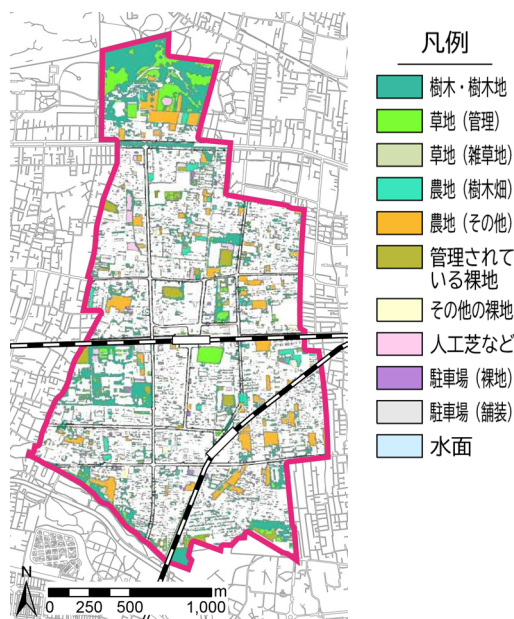 凡例
樹木・樹木地
草地（管理）
草地（雑草地）
農地（樹木畑）
農地（その他）
管理されて
いる裸地
その他の裸地
人工芝など
駐車場（裸地）
駐車場（舗装）
水面
N
0 250 500 1,000 m